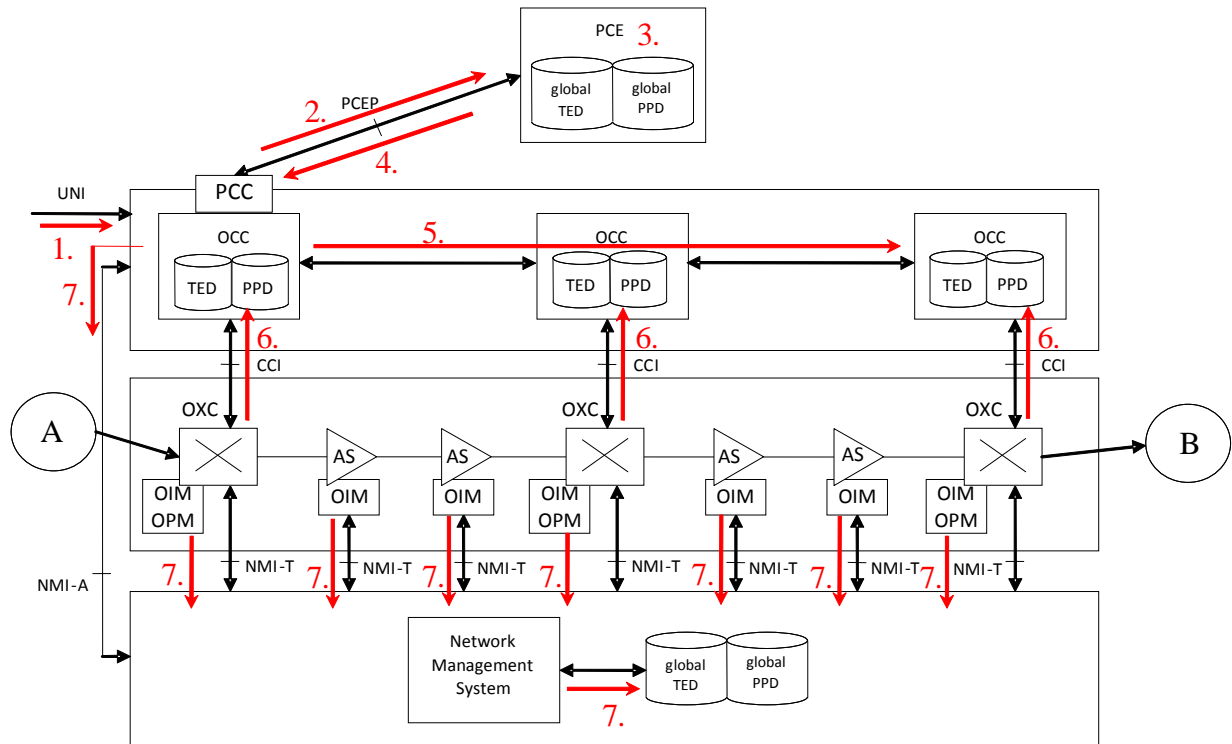 PCE
3.
global
TED
global
PPD
2.
PCEP
4.
PCC
UNI
1.
7.
OCC
TED
PPD
5.
OCC
TED
PPD
OCC
TED
PPD
6.
CCI
6.
CCI
6.
CCI
A
OXC
AS
AS
OXC
AS
AS
OXC
B
OIM
OPM
OIM
OIM
OIM
OPM
OIM
OIM
OIM
OPM
NMI-A
7.
NMI-T
7.
NMI-T
7.
NMI-T
7.
NMI-T
7.
NMI-T
7.
NMI-T
7.
NMI-T
Network
Management
System
7.
global
TED
global
PPD